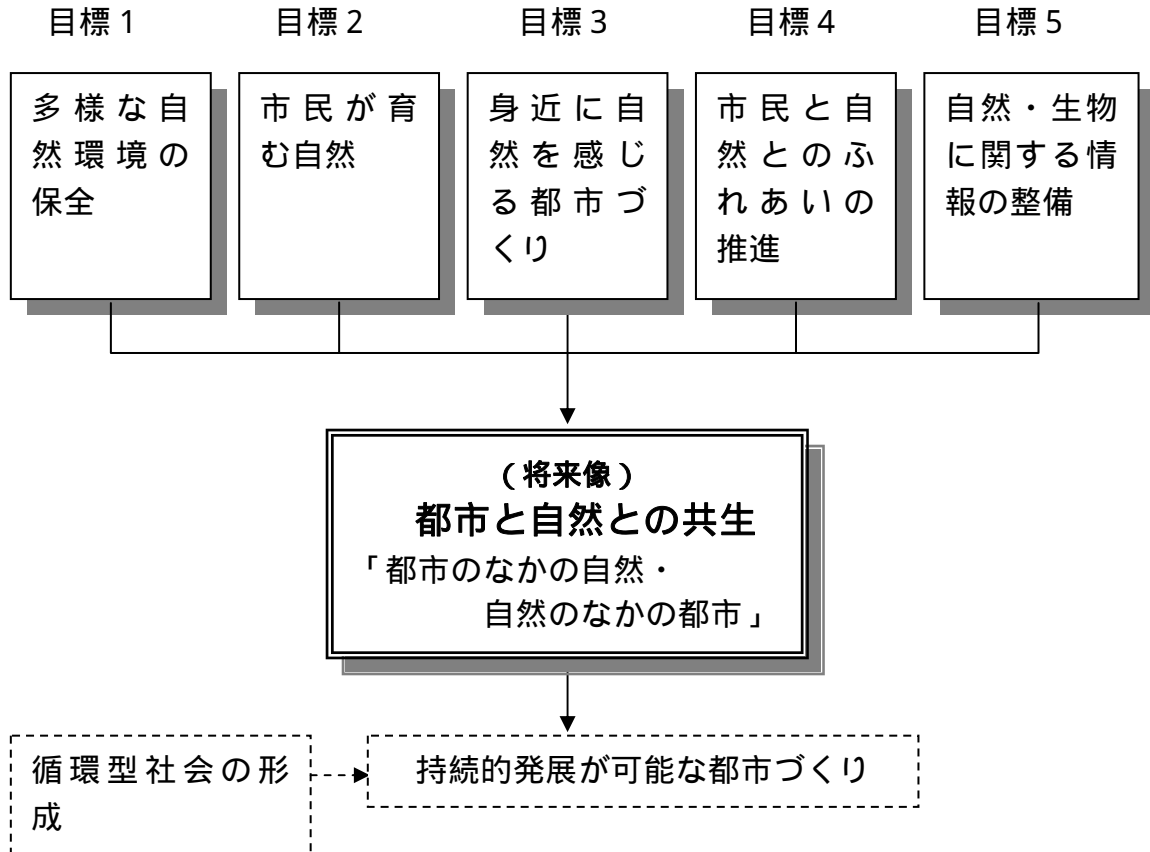 目標1 目標2 目標3 目標4 目標5
多様な自
然環境の
保全
市民が育
む自然
身近に自
然を感じ
る都市づ
くり
市民と自
然とのふ
れあいの
推進
自然・生物
に関する情
報の整備
(将来像)
都市と自然との共生
「都市のなかの自然・
自然のなかの都市」
循環型社会の形
成
持続的発展が可能な都市づくり